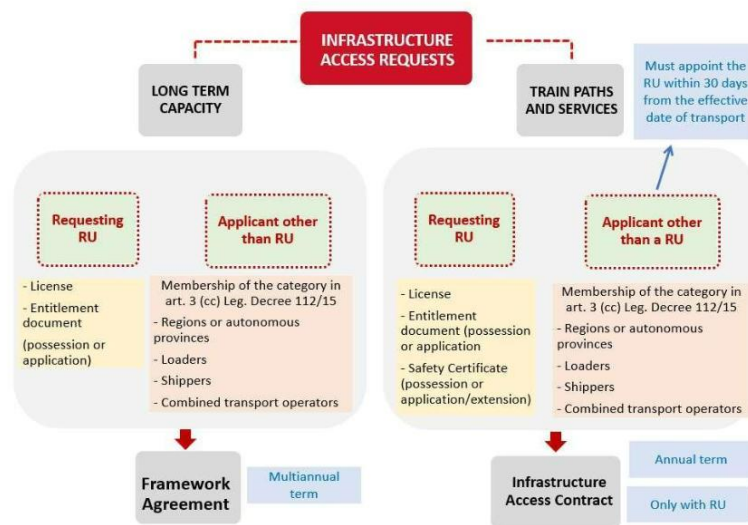 INFRASTRUCTURE
ACCESS REQUESTS
LONG TERM
CAPACITY
TRAIN PATHS
AND SERVICES
Must appoint the
RU within 30 days
from the effective
date of transport
Requesting
RU
Applicant other
than RU
- License
- Entitlement
document
(possession or
application)
Membership of the category in
art. 3 (cc) Leg. Decree 112/15
- Regions or autonomous
provinces
- Loaders
- Shippers
- Combined transport operators
Requesting
RU
Applicant other
than a RU
- License
- Entitlement
document (possession
or application
- Safety Certificate
(possession or
application/extension)
Membership of the category in
art. 3 (cc) Leg. Decree 112/15
- Regions or autonomous
provinces
- Loaders
- Shippers
- Combined transport operators
Framework
Agreement
Multiannual
term
Infrastructure
Access Contract
Annual term
Only with RU